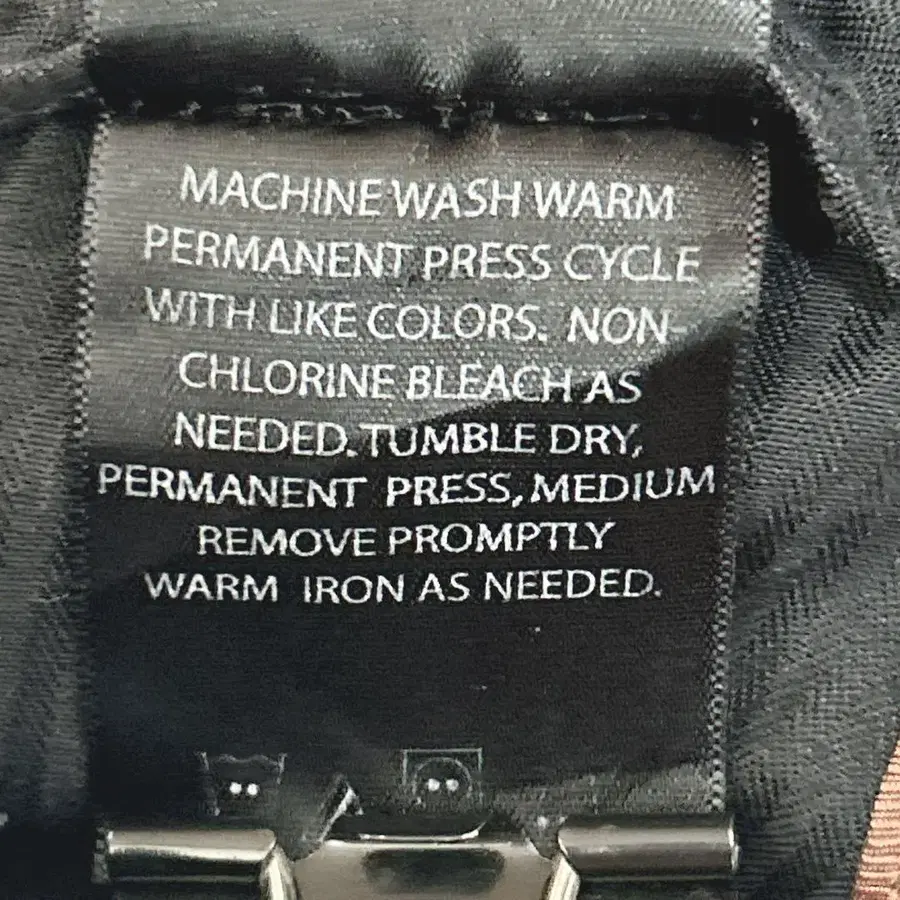 MACHINE WASH WARM
PERMANENT PRESS CYCLE
WITH LIKE COLORS. NON-
CHLORINE BLEACH AS
NEEDED. TUMBLE DRY,
PERMANENT PRESS, MEDIUM
REMOVE PROMPTLY
WARM IRON AS NEEDED.